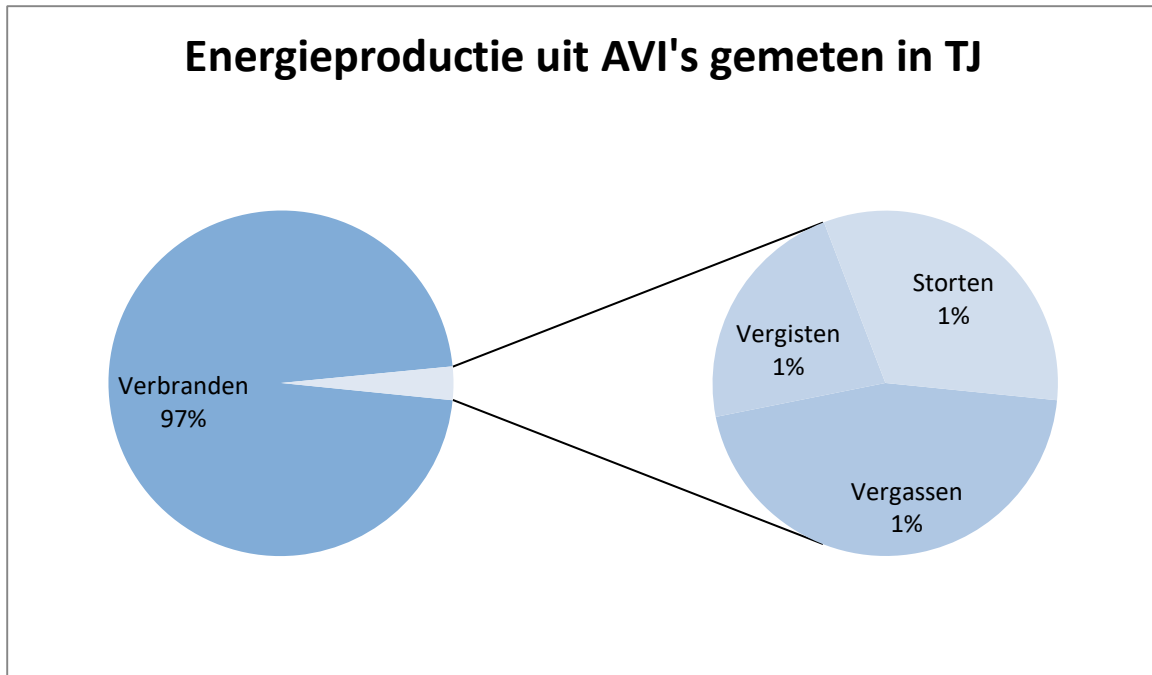 Energieproductie uit AVI's gemeten in TJ
Verbranden
97%
Vergisten
1%
Storten
1%
Vergassen
1%